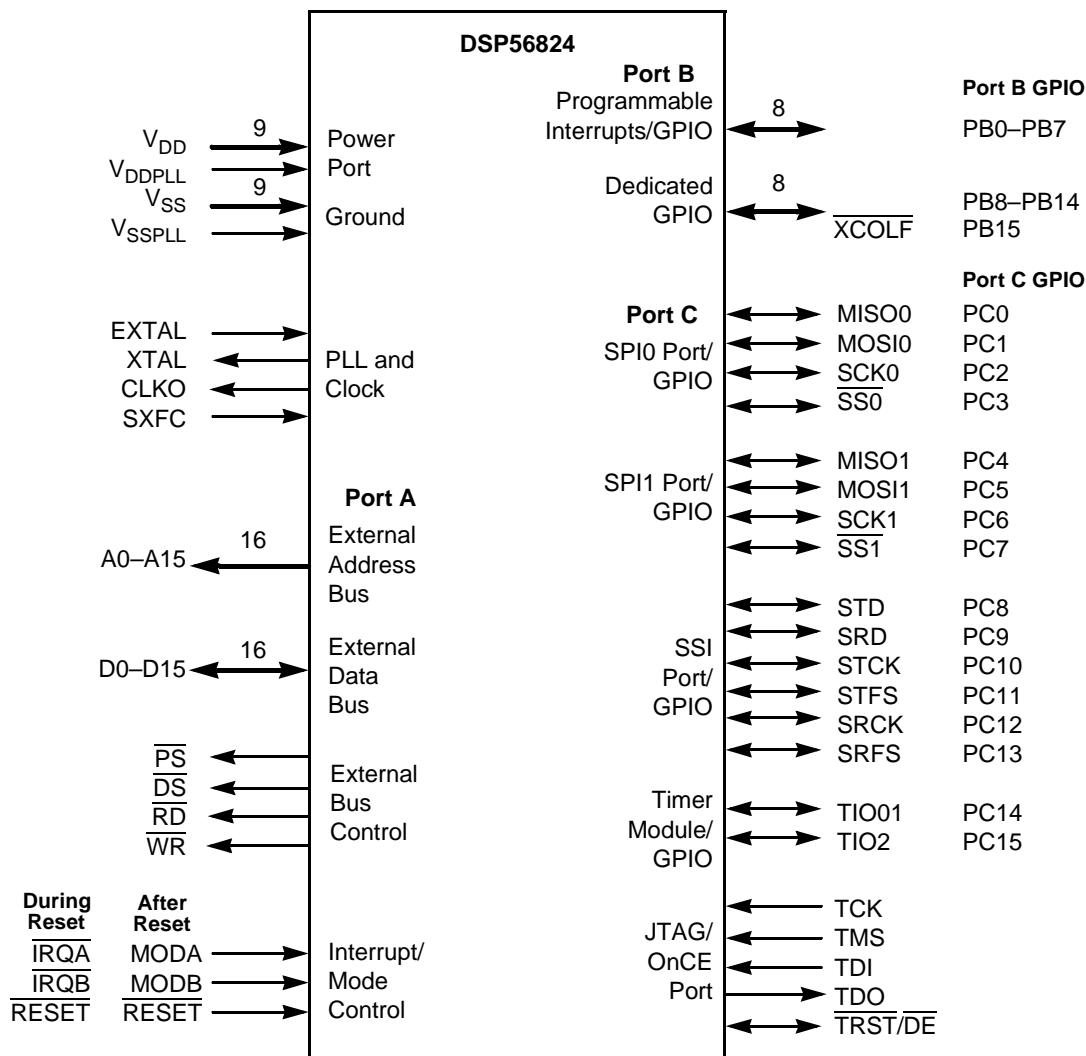 DSP56824
Port B
Programmable
Interrupts/GPIO
8
Port B GPIO
PB0–PB7
Dedicated
GPIO
8
PB8–PB14
XCOLF PB15
VDD 9
VDDPLL
Power
Port
VSS 9
VSSPLL
Ground
EXTAL
XTAL
CLKO
SXFC
PLL and
Clock
Port A
A0–A15 16
External
Address
Bus
D0–D15 16
External
Data
Bus
PS
DS
RD
WR
External
Bus
Control
During
Reset
After
Reset
IRQA MODA
IRQB MODB
RESET RESET
Interrupt/
Mode
Control
Port C GPIO
Port C
SPI0 Port/
GPIO
MISO0 PC0
MOSI0 PC1
SCK0 PC2
SS0 PC3
SPI1 Port/
GPIO
MISO1 PC4
MOSI1 PC5
SCK1 PC6
SS1 PC7
SSI
Port/
GPIO
STD PC8
SRD PC9
STCK PC10
STFS PC11
SRCK PC12
SRFS PC13
Timer
Module/
GPIO
TIO01 PC14
TIO2 PC15
JTAG/
OnCE
Port
TCK
TMS
TDI
TDO
TRST/DE